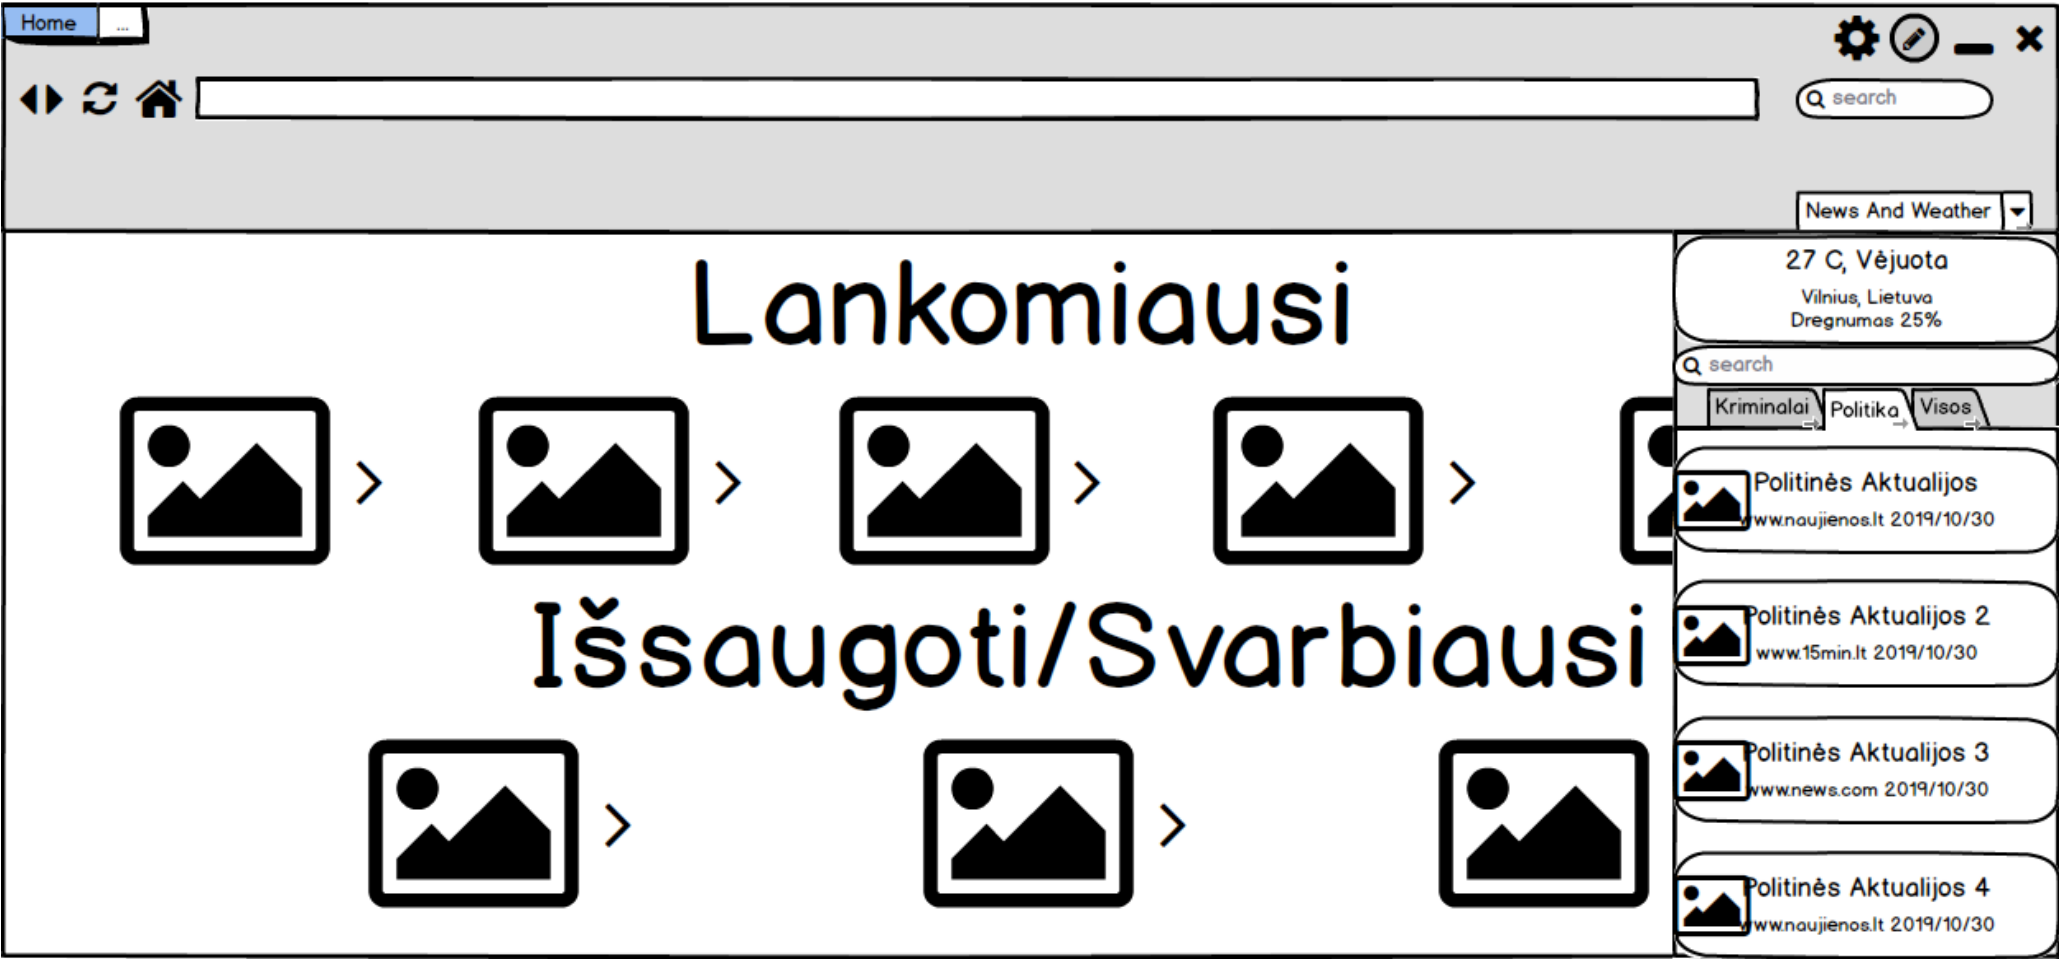 Home
...
search
News And Weather
Lankomiausi
Išsaugoti/Svarbiausi
27 C, Vėjuota
Vilnius, Lietuva
Dregnumas 25%
search
Kriminalai Politika Visos
Politinės Aktualijos
www.naujienos.lt 2019/10/30
Politinės Aktualijos 2
www.15min.lt 2019/10/30
Politinės Aktualijos 3
www.news.com 2019/10/30
Politinės Aktualijos 4
www.naujienos.lt 2019/10/30